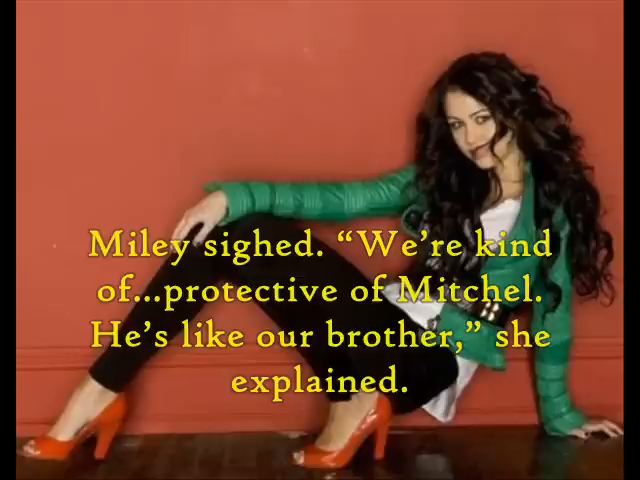 Miley sighed. “We’re kind
of...protective of Mitchel.
He’s like our brother,” she
explained.